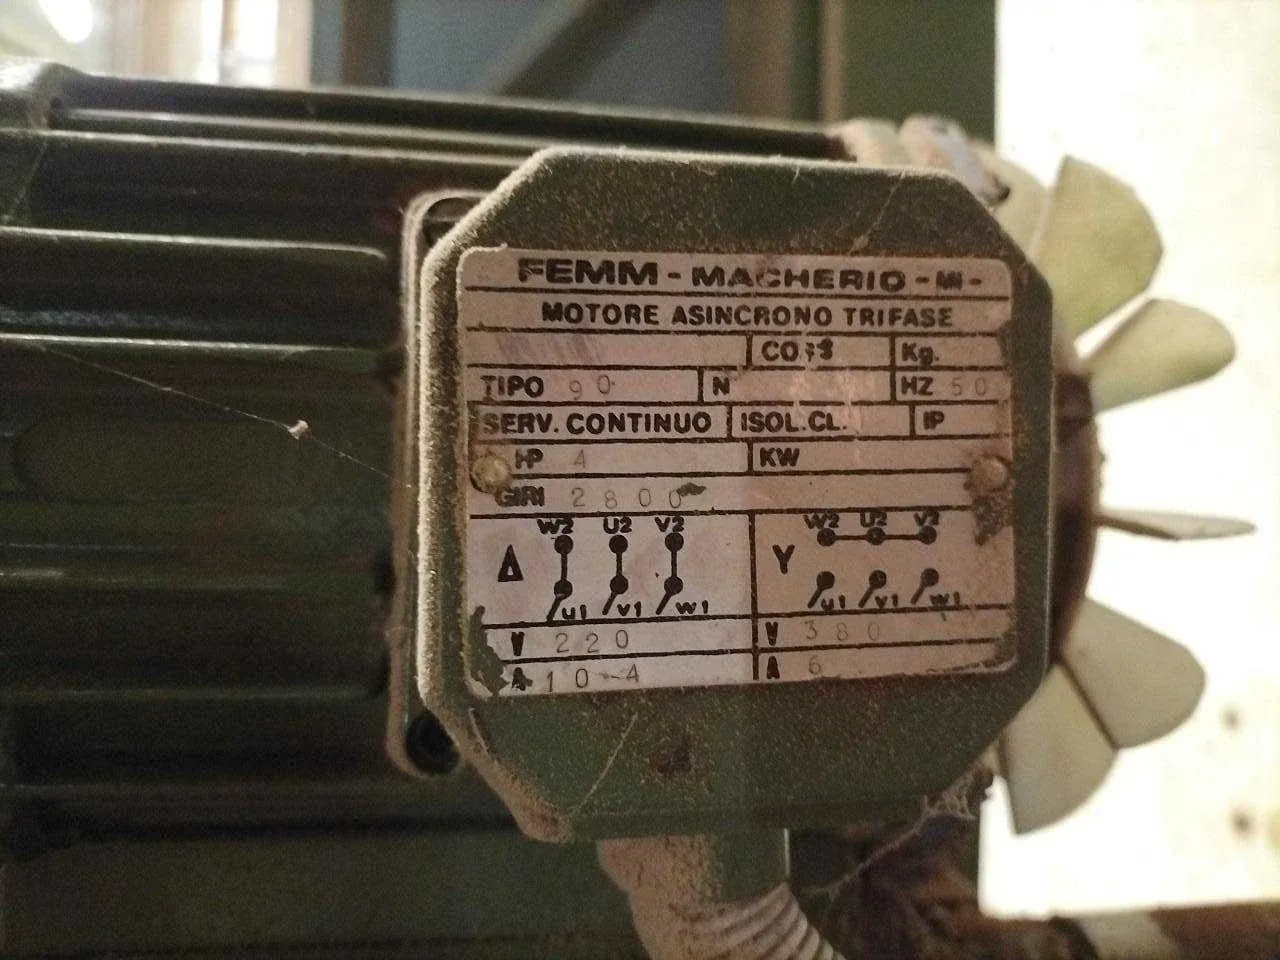 FEMM - MACHERIO - MI -
MOTORE ASINCRONO TRIFASE
COS Kg.
TIPO 90 N HZ 50
SERV. CONTINUO ISOL.CL. IP
HP 4 KW
GIRI 2800
W2 U2 V2 W2 U2 V2
Δ Y
U1 V1 W1 U1 V1 W1
V 220 V 380
A 10-4 A 6